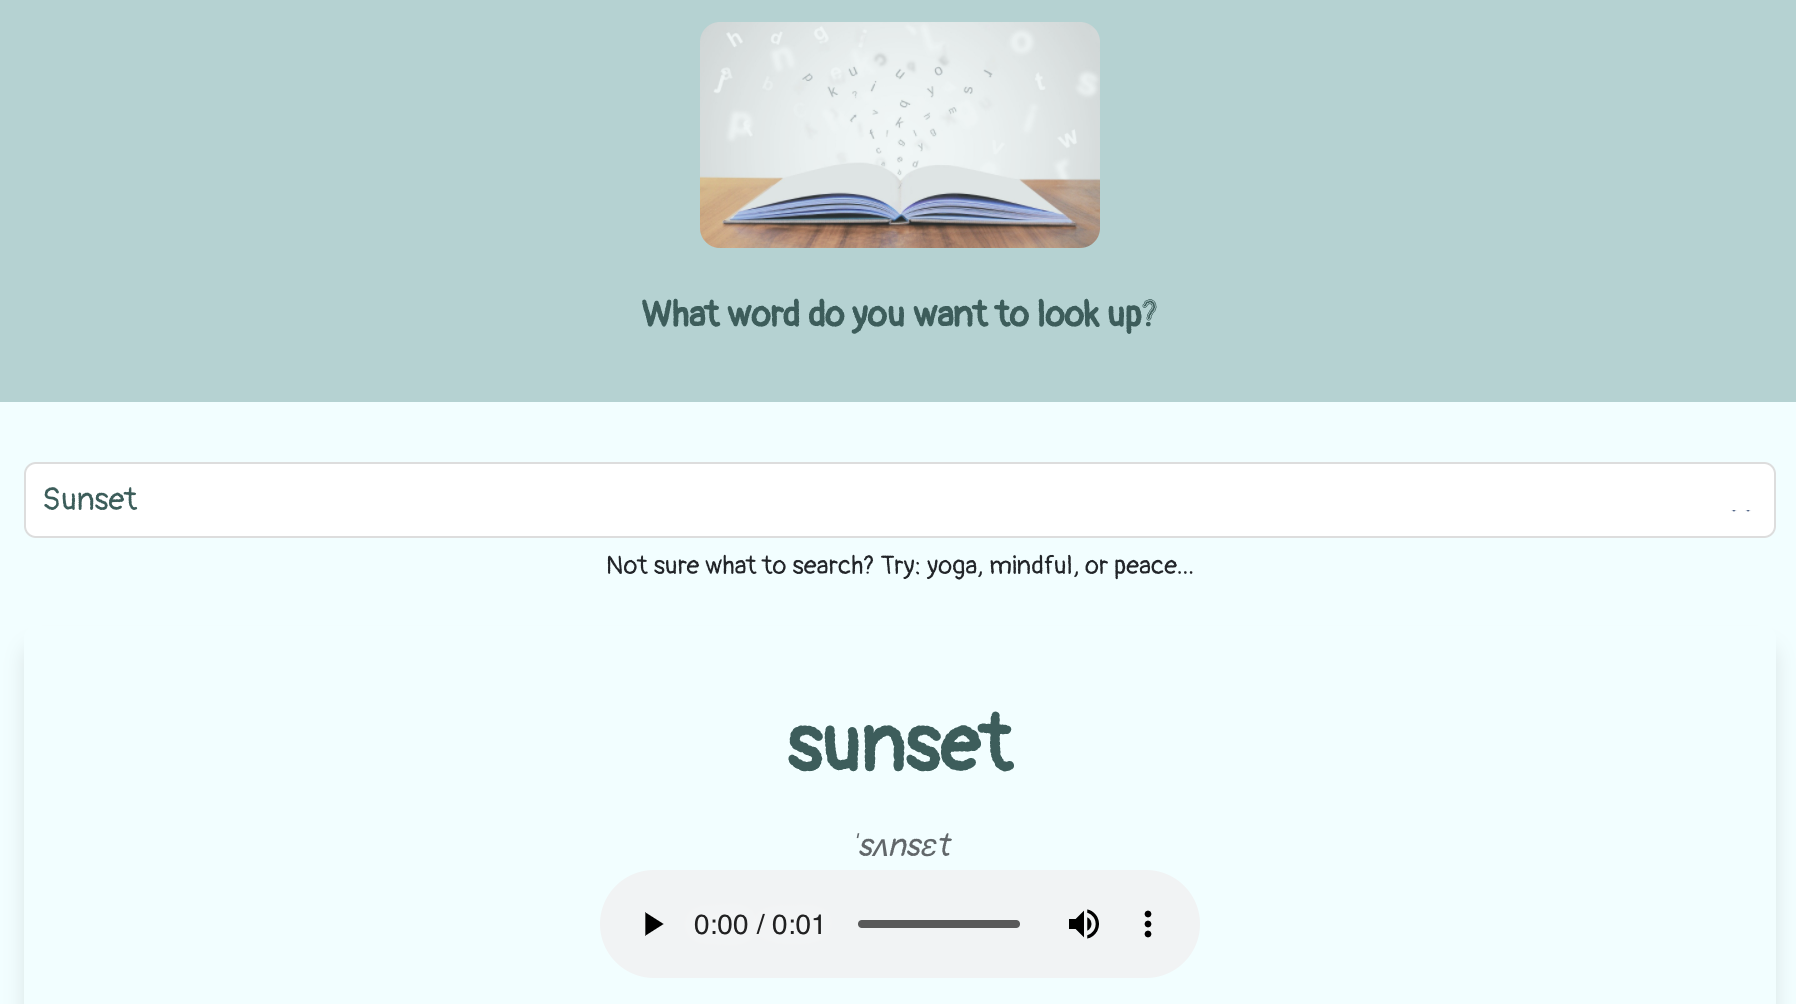 What word do you want to look up?
Sunset
Not sure what to search? Try: yoga, mindful, or peace...
sunset
ˈsʌnsɛt
0:00 / 0:01